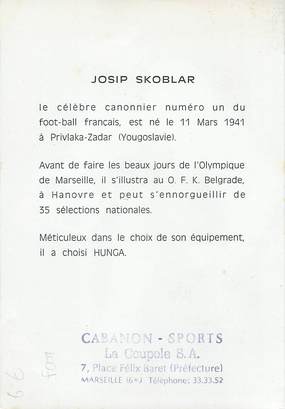 JOSIP SKOBLAR
le célèbre canonnier numéro un du
foot-ball français, est né le 11 Mars 1941
à Privlaka-Zadar (Yougoslavie).
Avant de faire les beaux jours de l'Olympique
de Marseille, il s'illustra au O. F. K. Belgrade,
à Hanovre et peut s'ennorgueillir de
35 sélections nationales.
Méticuleux dans le choix de son équipement,
il a choisi HUNGA.
CABANON - SPORTS
La Coupole S.A.
7, Place Félix Baret (Préfecture)
MARSEILLE (6e) Téléphone: 33.33.52